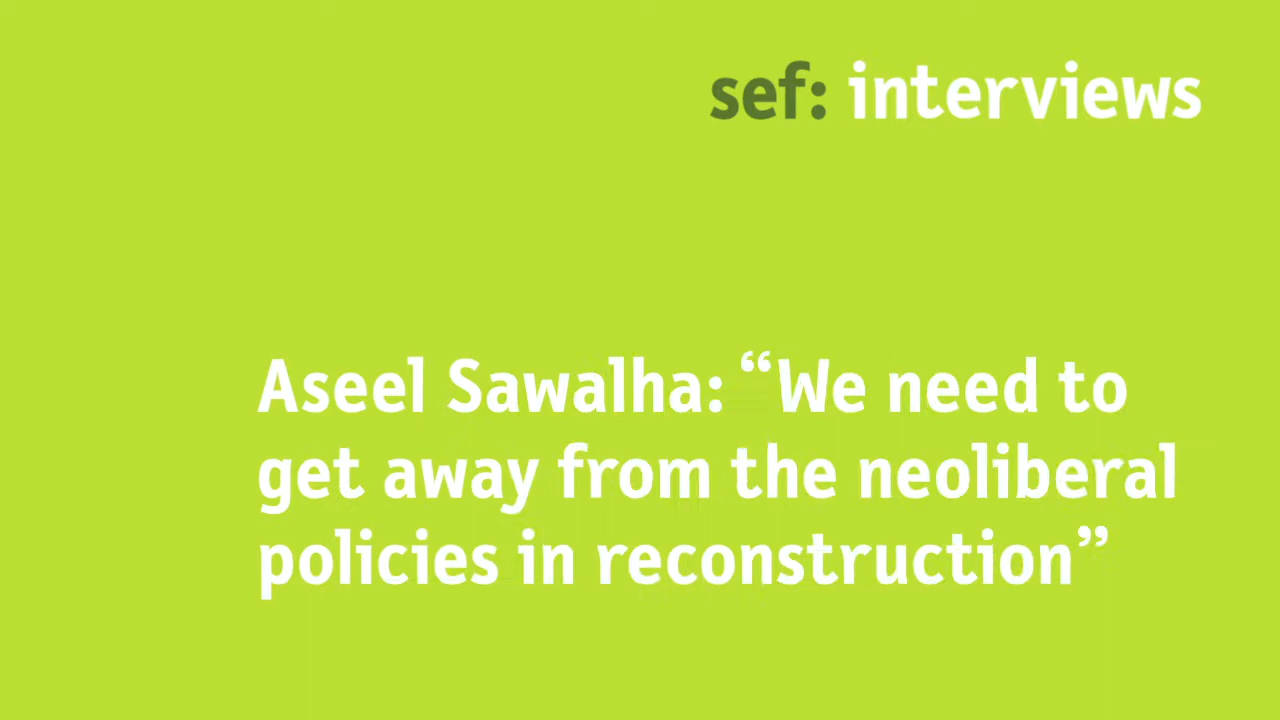 sef: interviews
Aseel Sawalha: “We need to
get away from the neoliberal
policies in reconstruction”